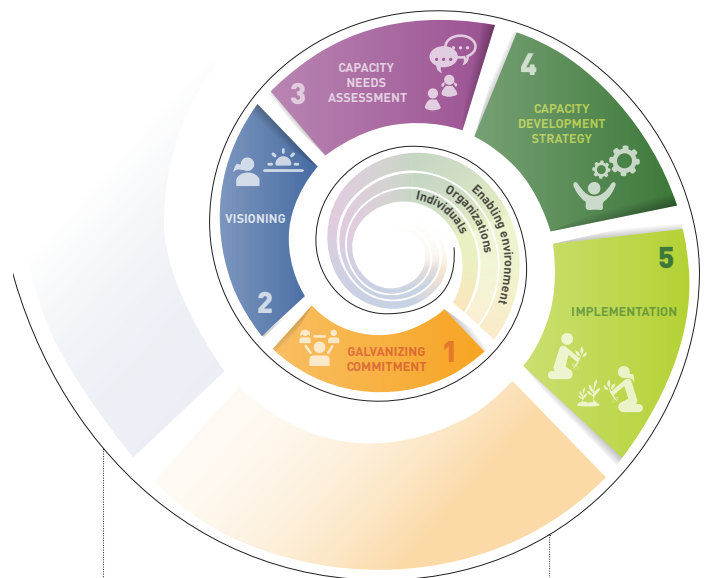 1
GALVANIZING
COMMITMENT
2
VISIONING
3
CAPACITY
NEEDS
ASSESSMENT
4
CAPACITY
DEVELOPMENT
STRATEGY
5
IMPLEMENTATION
Individuals
Organizations
Enabling environment